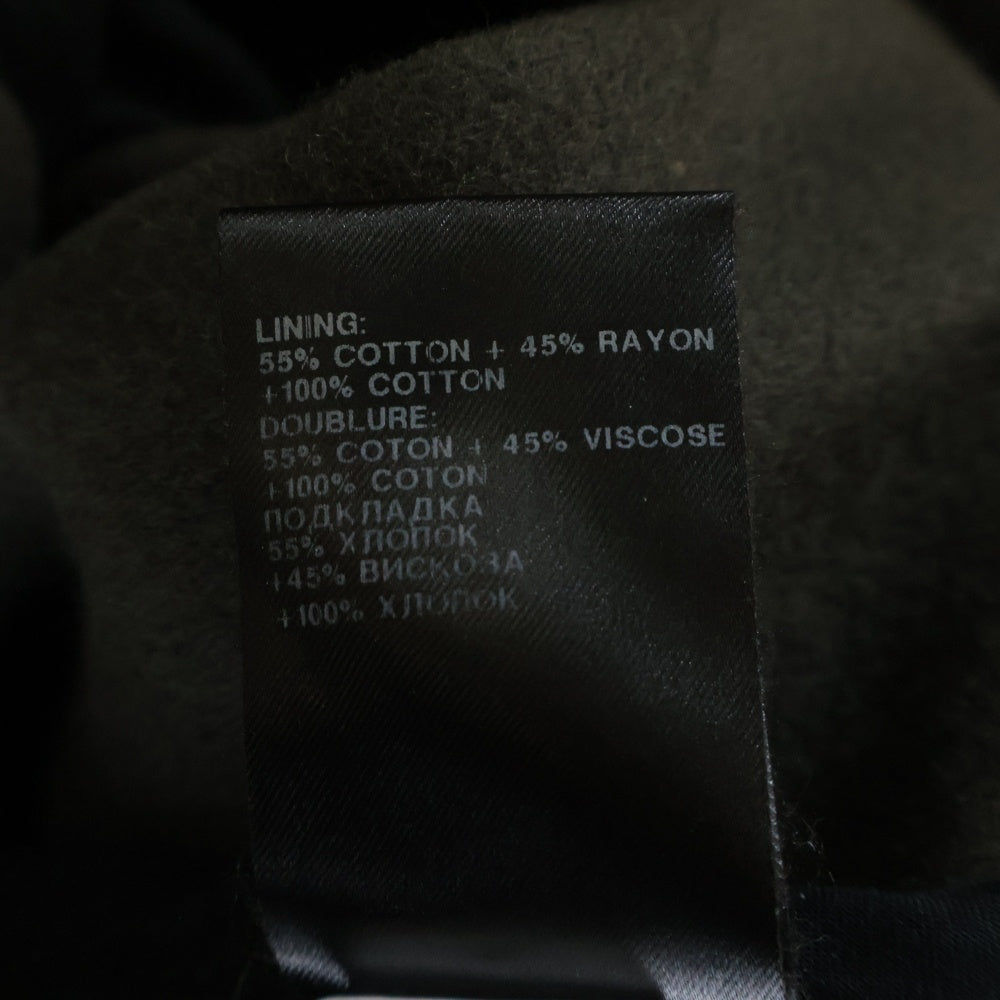 LINING:
55% COTTON + 45% RAYON
+100% COTTON
DOUBLURE:
55% COTON + 45% VISCOSE
+100% COTON
ПОДКЛАДКА
55% ХЛОПОК
+45% ВИСКОЗА
+100% ХЛОПОК